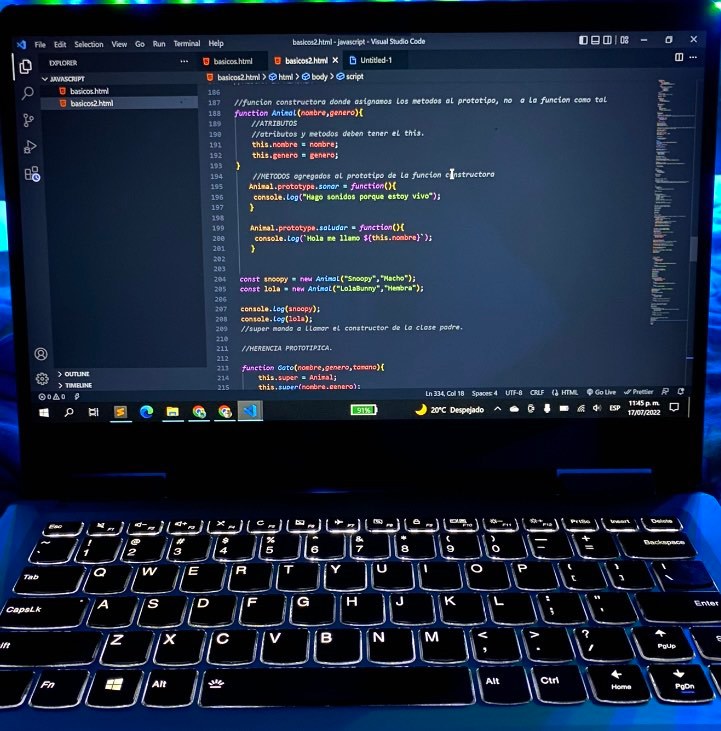 File Edit Selection View Go Run Terminal Help basicos2.html - javascript - Visual Studio Code
EXPLORER ··· basicos.html basicos2.html × Untitled-1
JAVASCRIPT basicos2.html > html > body > script
basicos.html
basicos2.html
186
187 //funcion constructora donde asignamos los metodos al prototipo, no a la funcion como tal
188 function Animal(nombre,genero){
189 //ATRIBUTOS
190 //atributos y metodos deben tener el this.
191 this.nombre = nombre;
192 this.genero = genero;
193 }
194 //METODOS agregados al prototipo de la funcion constructora
195 Animal.prototype.sonar = function(){
196 console.log("Hago sonidos porque estoy vivo");
197 }
198
199 Animal.prototype.saludar = function(){
200 console.log(`Hola me llamo ${this.nombre}`);
201 }
202
203
204 const snoopy = new Animal("Snoopy","Macho");
205 const lola = new Animal("LolaBunny","Hembra");
206
207 console.log(snoopy);
208 console.log(lola);
209 //super manda a llamar el constructor de la clase padre.
210
211 //HERENCIA PROTOTIPICA.
212
213 function Gato(nombre,genero,tamano){
214 this.super = Animal;
215 this.super(nombre,genero);
OUTLINE
TIMELINE
0 0 Ln 334, Col 18 Spaces: 4 UTF-8 CRLF HTML Go Live Prettier
91% 20°C Despejado ESP 11:45 p. m.
17/07/2022
Esc F1 F2 F3 F4 F5 F6 F7 F8 F9 F10 F11 F12 PrtSc Insert Delete
~ ! @ # $ % ^ & * ( ) — + Backspace
` 1 2 3 4 5 6 7 8 9 0 - =
Tab Q W E R T Y U I O P { } |
[ ] \
CapsLk A S D F G H J K L : " Enter
; '
ift Z X C V B N M < > ? PgUp
, . /
Fn Alt Alt Ctrl Home PgDn